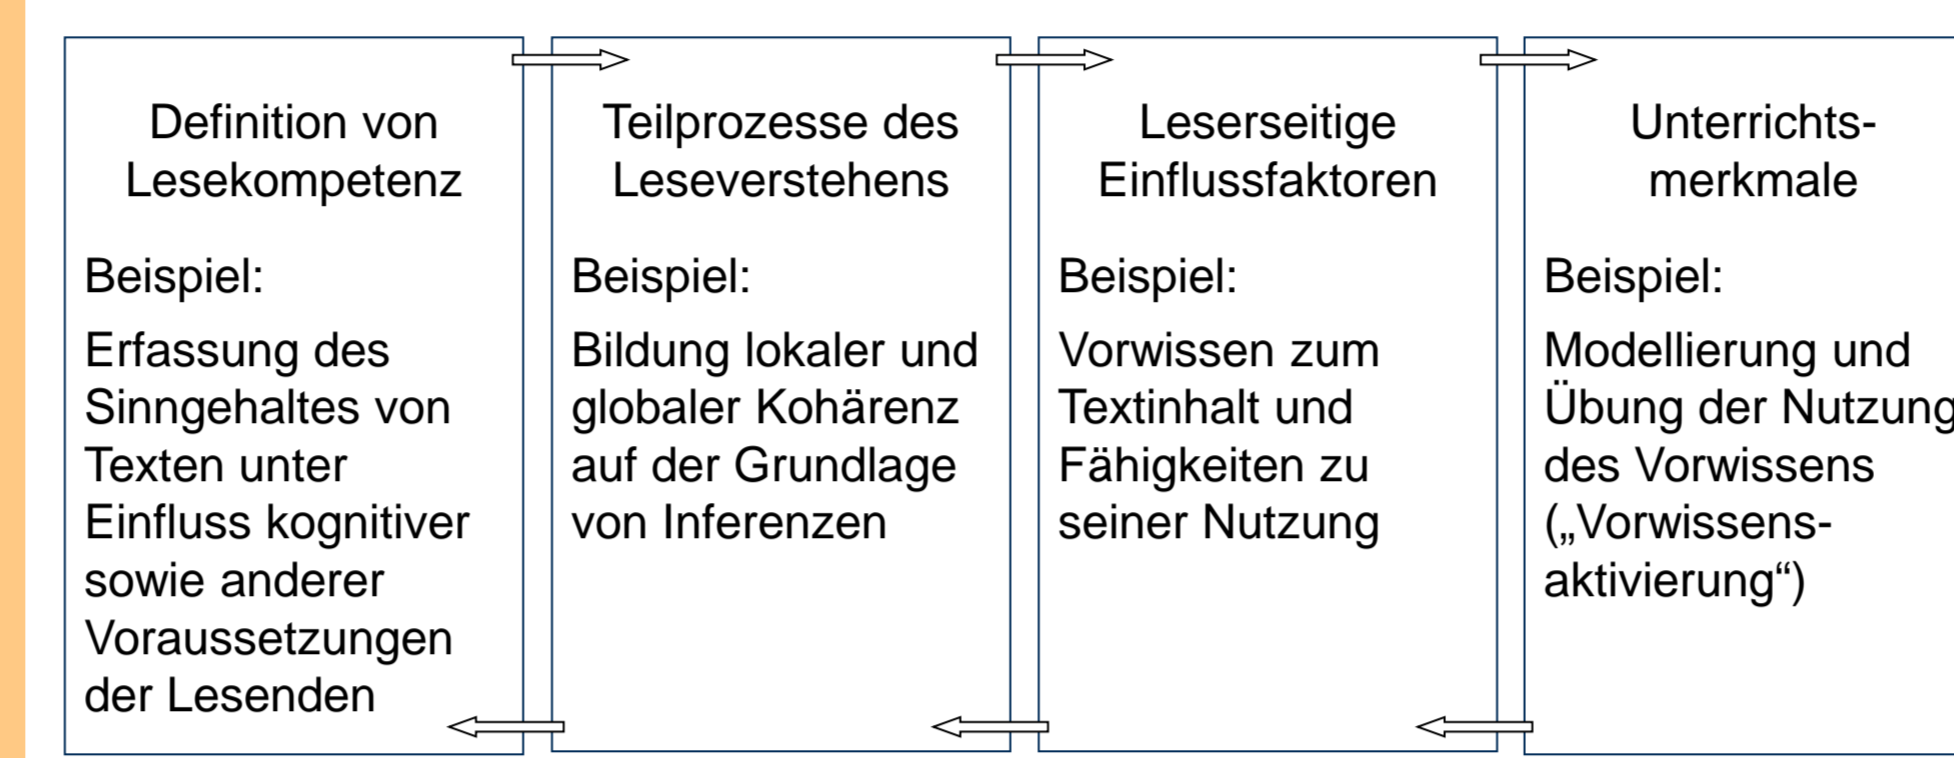 Definition von
Lesekompetenz
Beispiel:
Erfassung des
Sinngehaltes von
Texten unter
Einfluss kognitiver
sowie anderer
Voraussetzungen
der Lesenden
Teilprozesse des
Leseverstehens
Beispiel:
Bildung lokaler und
globaler Kohärenz
auf der Grundlage
von Inferenzen
Leserseitige
Einflussfaktoren
Beispiel:
Vorwissen zum
Textinhalt und
Fähigkeiten zu
seiner Nutzung
Unterrichts-
merkmale
Beispiel:
Modellierung und
Übung der Nutzung
des Vorwissens
(„Vorwissens-
aktivierung“)